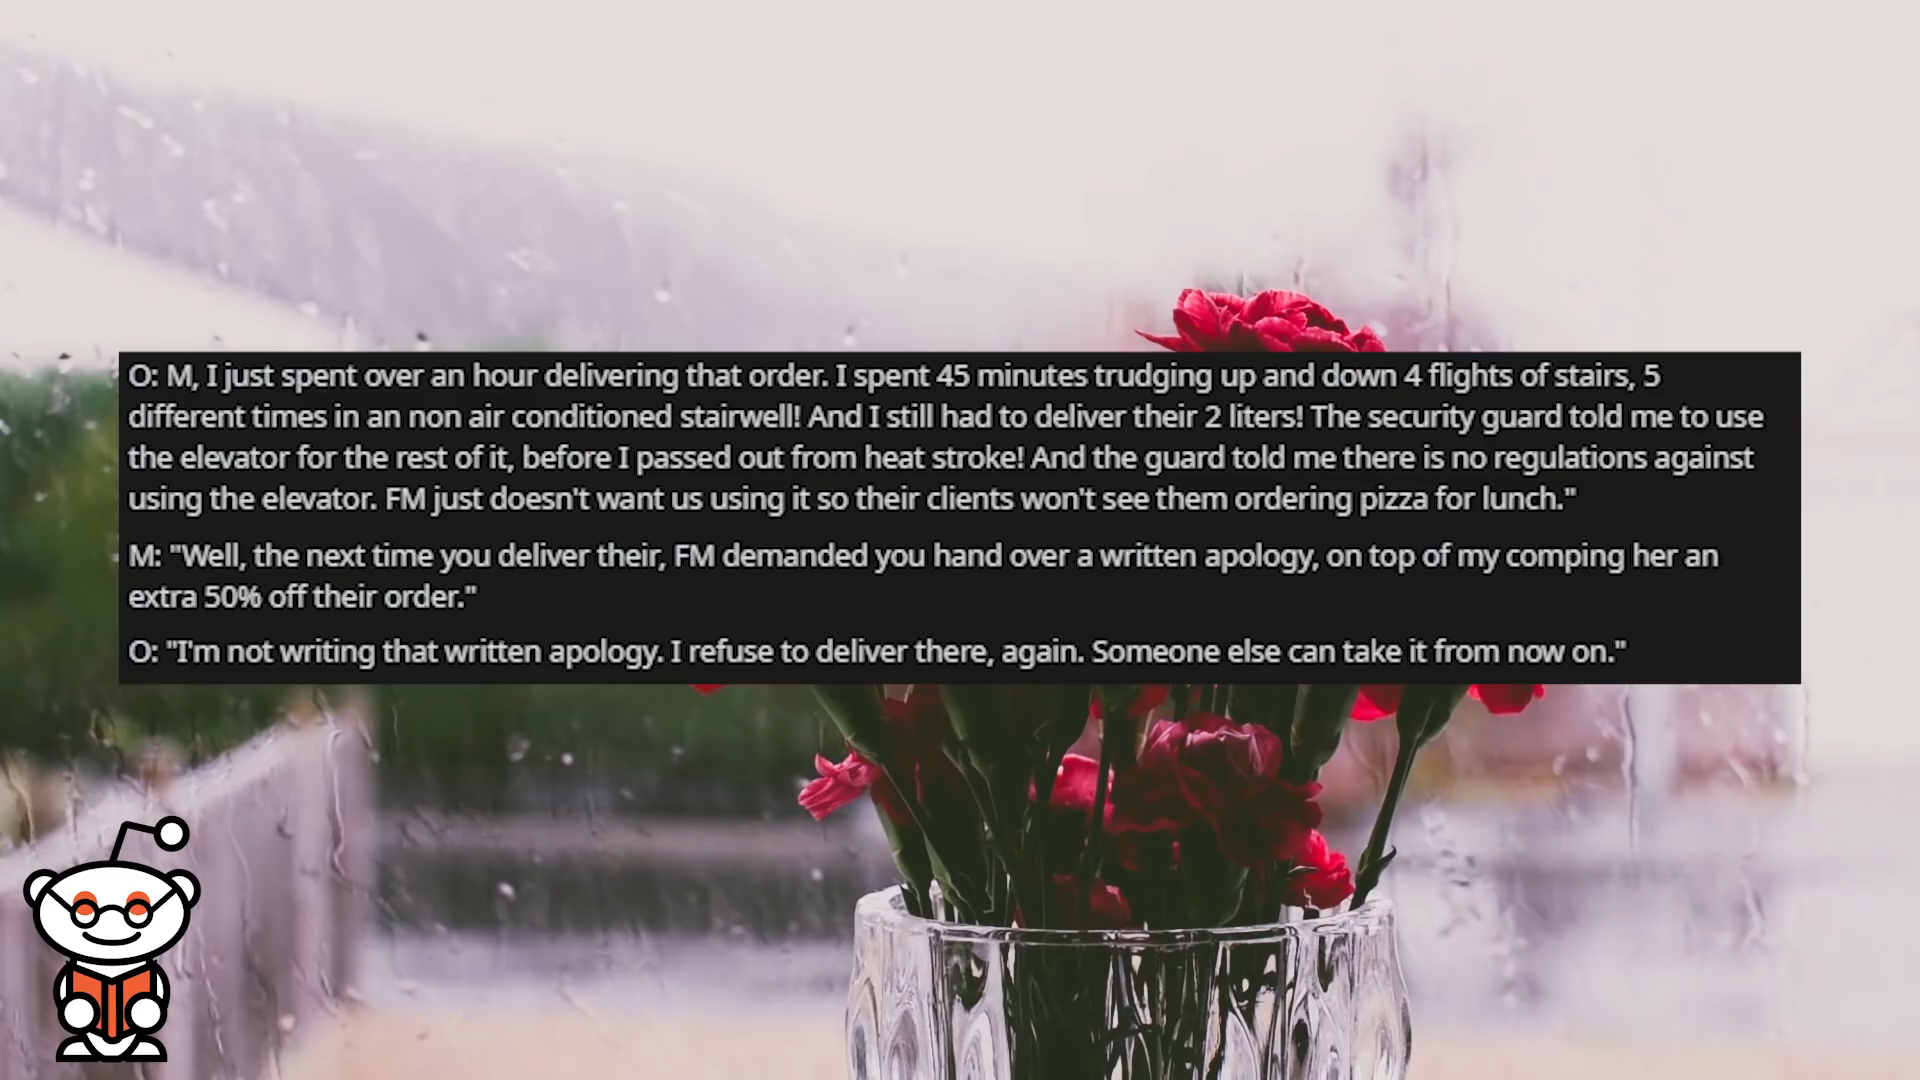 O: M, I just spent over an hour delivering that order. I spent 45 minutes trudging up and down 4 flights of stairs, 5
different times in an non air conditioned stairwell! And I still had to deliver their 2 liters! The security guard told me to use
the elevator for the rest of it, before I passed out from heat stroke! And the guard told me there is no regulations against
using the elevator. FM just doesn't want us using it so their clients won't see them ordering pizza for lunch."
M: "Well, the next time you deliver their, FM demanded you hand over a written apology, on top of my comping her an
extra 50% off their order."
O: "I'm not writing that written apology. I refuse to deliver there, again. Someone else can take it from now on."